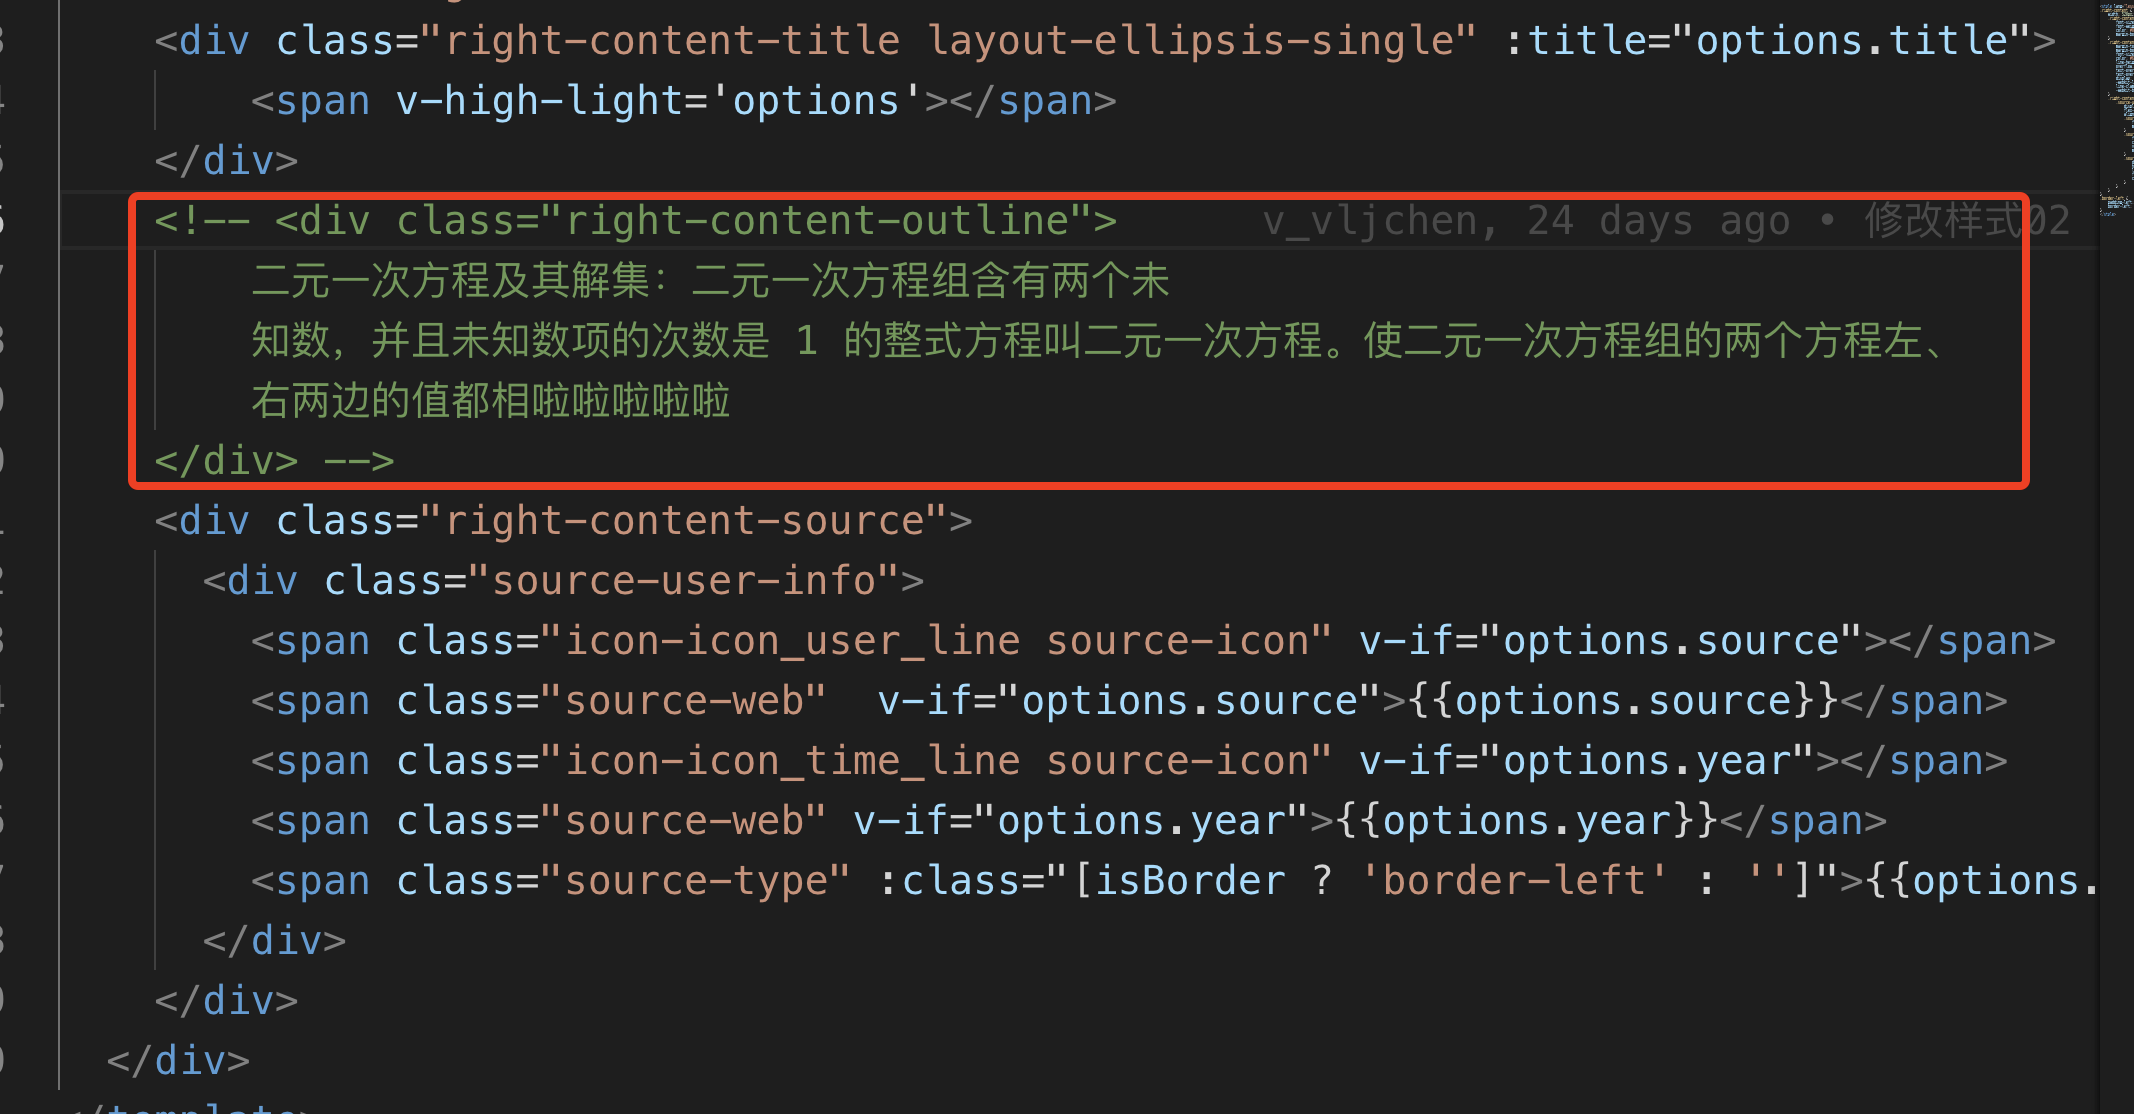 <div class="right-content-title layout-ellipsis-single" :title="options.title">
<span v-high-light='options'></span>
</div>
<!-- <div class="right-content-outline"> v_vljchen, 24 days ago • 修改样式02
二元一次方程及其解集：二元一次方程组含有两个未
知数，并且未知数项的次数是 1 的整式方程叫二元一次方程。使二元一次方程组的两个方程左、
右两边的值都相啦啦啦啦啦
</div> -->
<div class="right-content-source">
<div class="source-user-info">
<span class="icon-icon_user_line source-icon" v-if="options.source"></span>
<span class="source-web"  v-if="options.source">{{options.source}}</span>
<span class="icon-icon_time_line source-icon" v-if="options.year"></span>
<span class="source-web" v-if="options.year">{{options.year}}</span>
<span class="source-type" :class="[isBorder ? 'border-left' : '']">{{options.
</div>
</div>
</div>